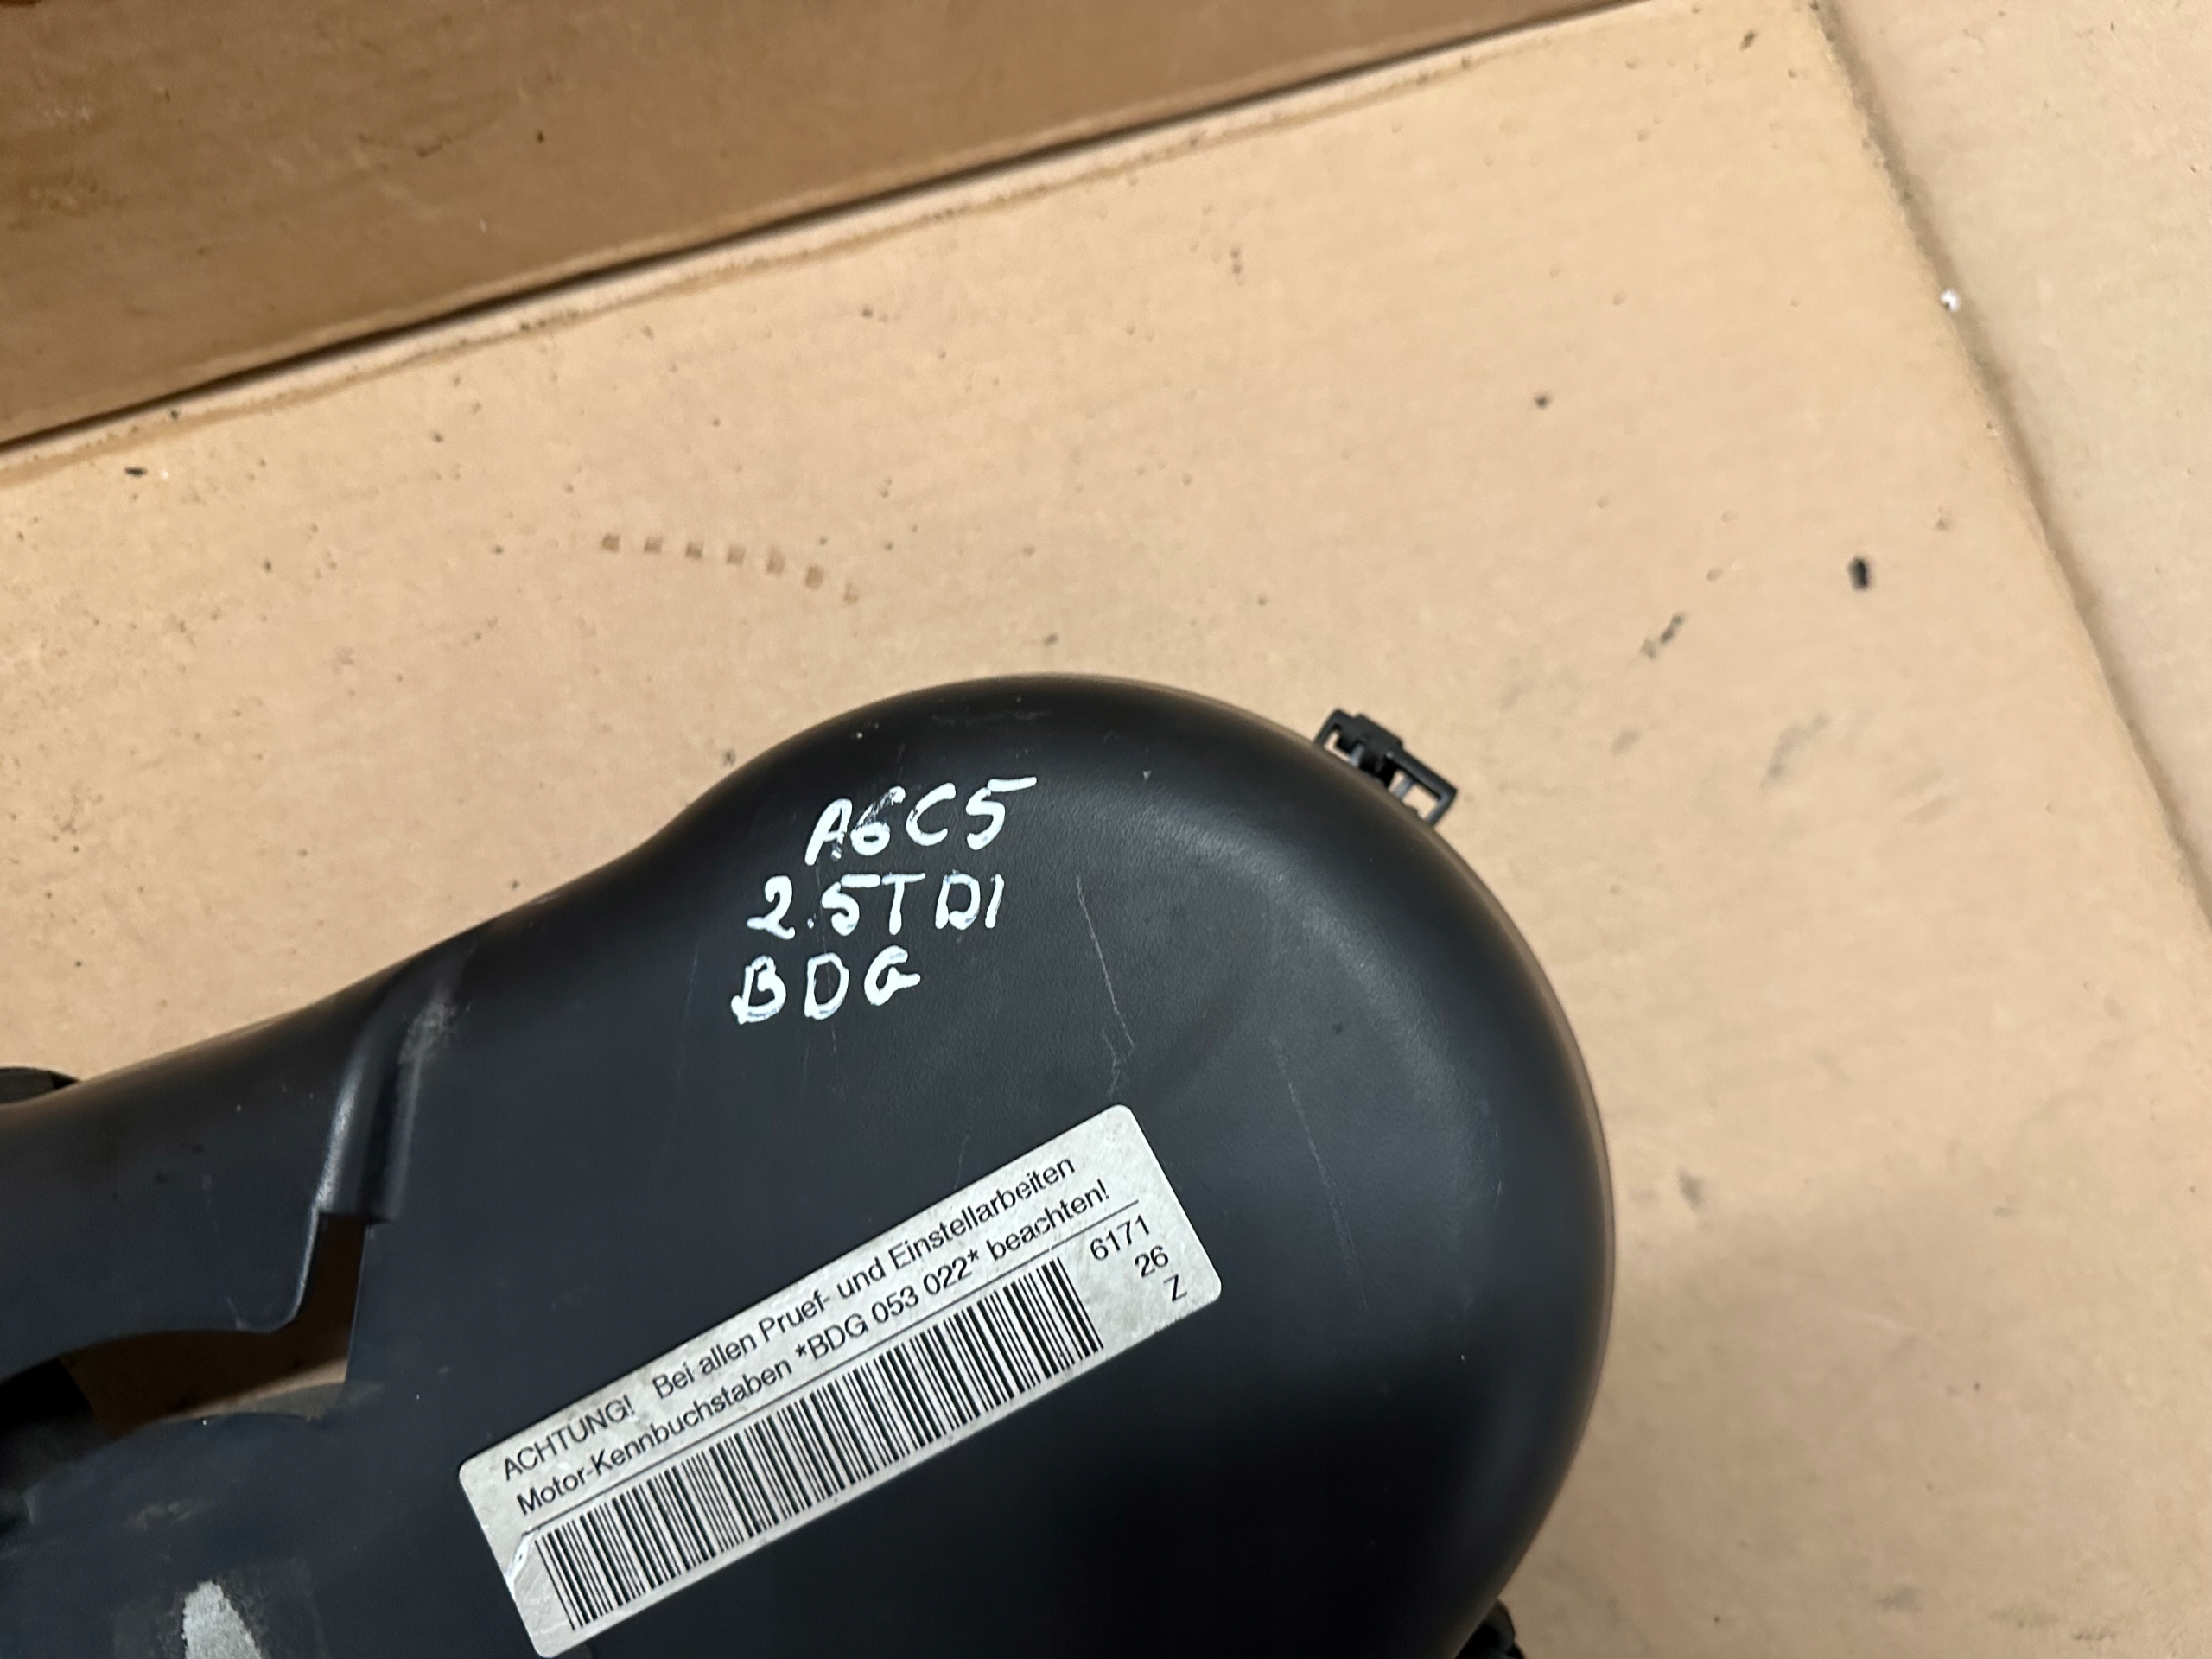 A6C5
2.5TDI
BDG
ACHTUNG! Bei allen Pruef- und Einstellarbeiten
Motor-Kennbuchstaben *BDG 053 022* beachten!
6171
26
Z